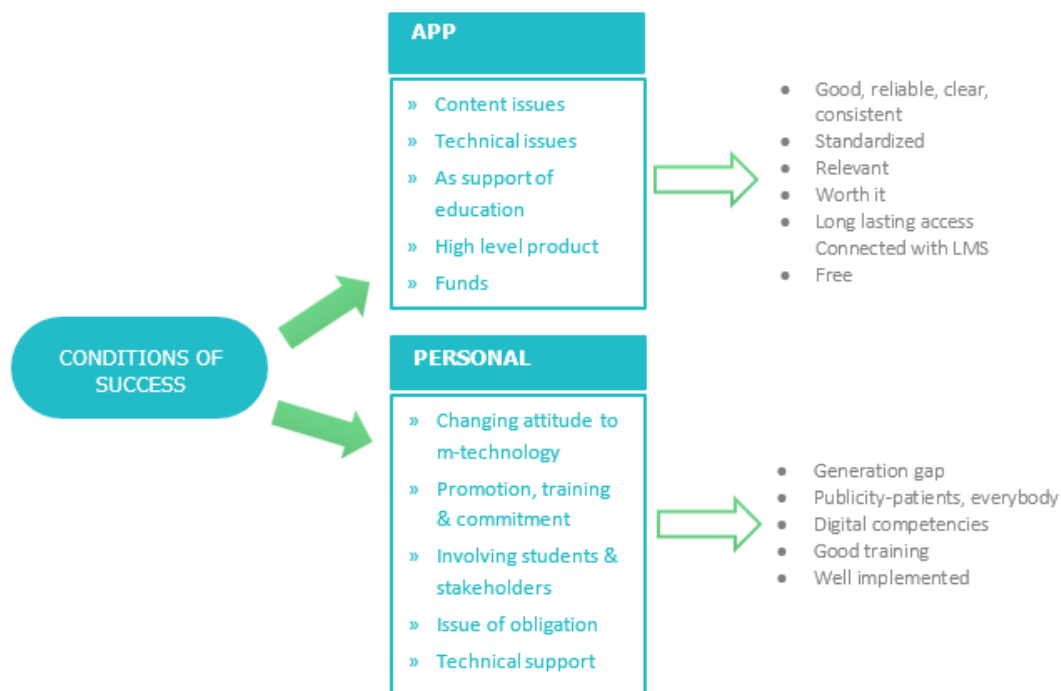 APP
» Content issues
» Technical issues
» As support of
education
» High level product
» Funds
● Good, reliable, clear,
consistent
● Standardized
● Relevant
● Worth it
● Long lasting access
Connected with LMS
● Free
CONDITIONS OF
SUCCESS
PERSONAL
» Changing attitude to
m-technology
» Promotion, training
& commitment
» Involving students &
stakeholders
» Issue of obligation
» Technical support
● Generation gap
● Publicity-patients, everybody
● Digital competencies
● Good training
● Well implemented